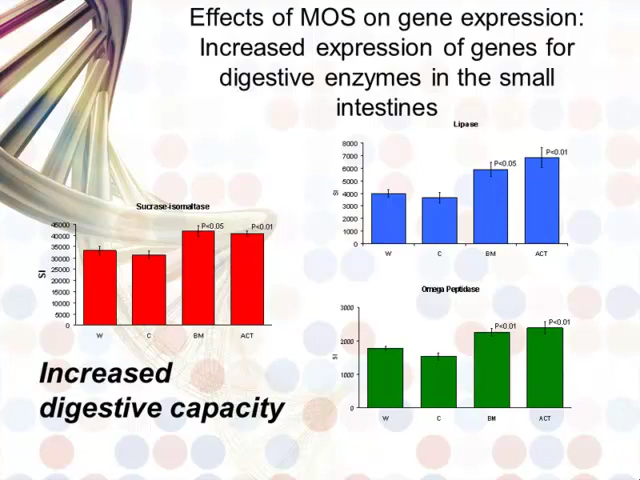 Effects of MOS on gene expression:
Increased expression of genes for
digestive enzymes in the small
intestines
Lipase
8000
7000
6000
5000
4000
3000
2000
1000
0
SI
P<0.05
P<0.01
W C BM ACT
Sucrase-isomaltase
45000
40000
35000
30000
25000
20000
15000
10000
5000
0
SI
P<0.05
P<0.01
W C BM ACT
Omega Peptidase
3000
2000
1000
0
SI
P<0.01
P<0.01
W C BM ACT
Increased
digestive capacity